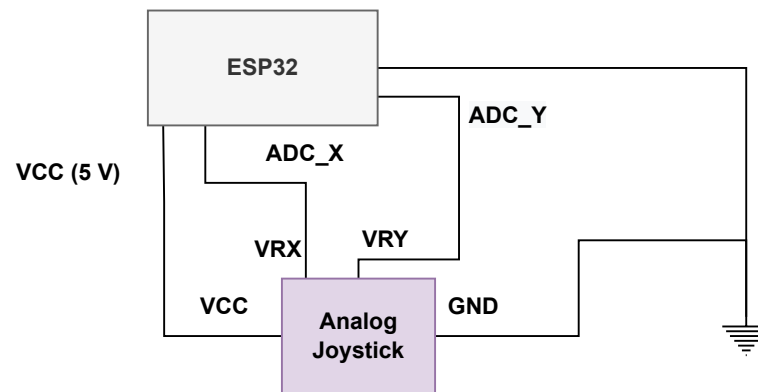 ESP32
ADC_Y
ADC_X
VCC (5 V)
VRX
VRY
VCC
GND
Analog
Joystick